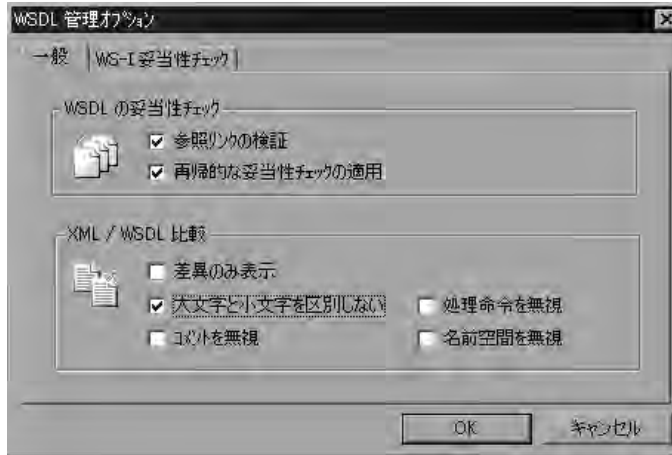 WSDL 管理オプション
一般
WS-I 妥当性チェック
WSDL の妥当性チェック
参照リンクの検証
再帰的な妥当性チェックの適用
XML / WSDL 比較
差異のみ表示
大文字と小文字を区別しない
処理命令を無視
コメントを無視
名前空間を無視
OK
キャンセル